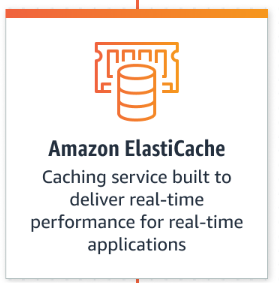 Amazon ElastiCache
Caching service built to
deliver real-time
performance for real-time
applications